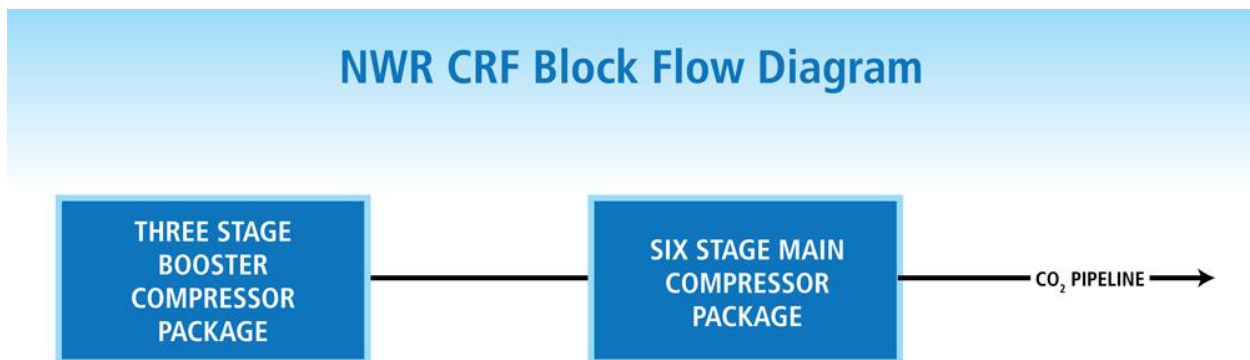 NWR CRF Block Flow Diagram
THREE STAGE
BOOSTER
COMPRESSOR
PACKAGE
SIX STAGE MAIN
COMPRESSOR
PACKAGE
CO₂ PIPELINE